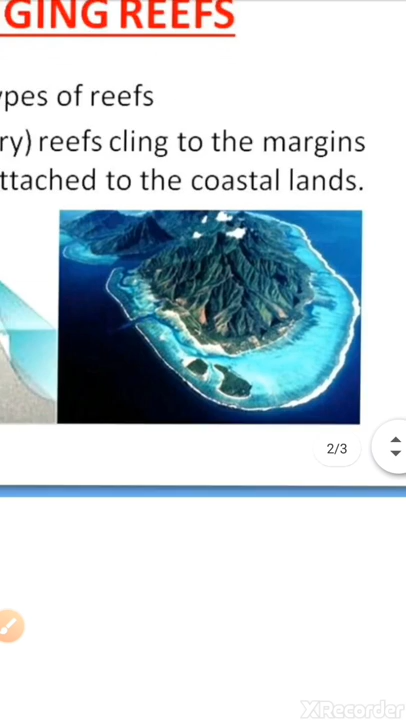 GING REEFS
ypes of reefs
ry) reefs cling to the margins
ttached to the coastal lands.
2/3
XRecorder